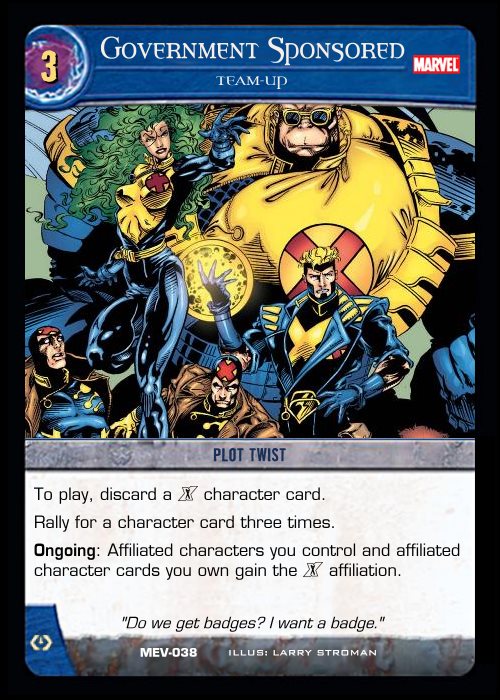 3
GOVERNMENT SPONSORED
MARVEL
TEAM-UP
PLOT TWIST
To play, discard a X character card.
Rally for a character card three times.
Ongoing: Affiliated characters you control and affiliated
character cards you own gain the X affiliation.
"Do we get badges? I want a badge."
MEV-038 ILLUS: LARRY STROMAN